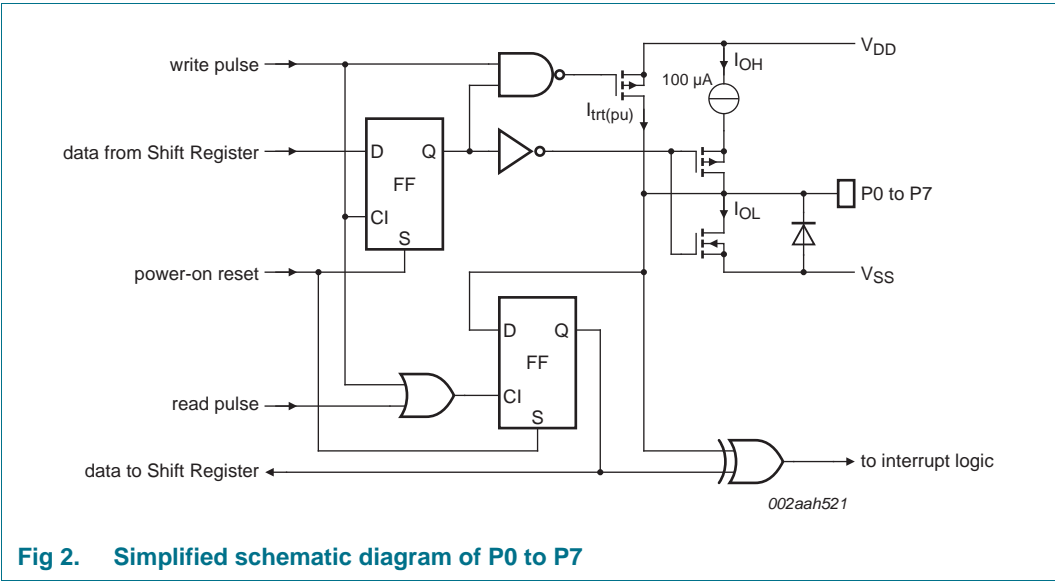 write pulse
VDD
IOH
100 µA
Itrt(pu)
data from Shift Register
D
Q
FF
CI
S
P0 to P7
IOL
power-on reset
VSS
D
Q
FF
CI
S
read pulse
data to Shift Register
to interrupt logic
002aah521
Fig 2. Simplified schematic diagram of P0 to P7